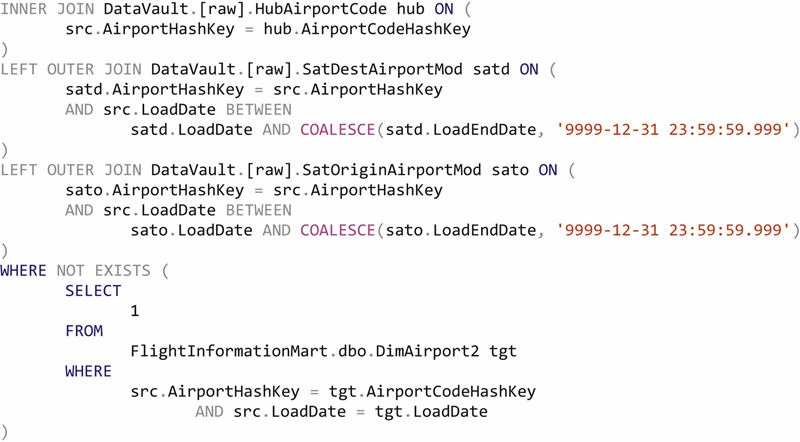 INNER JOIN DataVault.[raw].HubAirportCode hub ON (
src.AirportHashKey = hub.AirportCodeHashKey
)
LEFT OUTER JOIN DataVault.[raw].SatDestAirportMod satd ON (
satd.AirportHashKey = src.AirportHashKey
AND src.LoadDate BETWEEN
satd.LoadDate AND COALESCE(satd.LoadEndDate, '9999-12-31 23:59:59.999')
)
LEFT OUTER JOIN DataVault.[raw].SatOriginAirportMod sato ON (
sato.AirportHashKey = src.AirportHashKey
AND src.LoadDate BETWEEN
sato.LoadDate AND COALESCE(sato.LoadEndDate, '9999-12-31 23:59:59.999')
)
WHERE NOT EXISTS (
SELECT
1
FROM
FlightInformationMart.dbo.DimAirport2 tgt
WHERE
src.AirportHashKey = tgt.AirportCodeHashKey
AND src.LoadDate = tgt.LoadDate
)